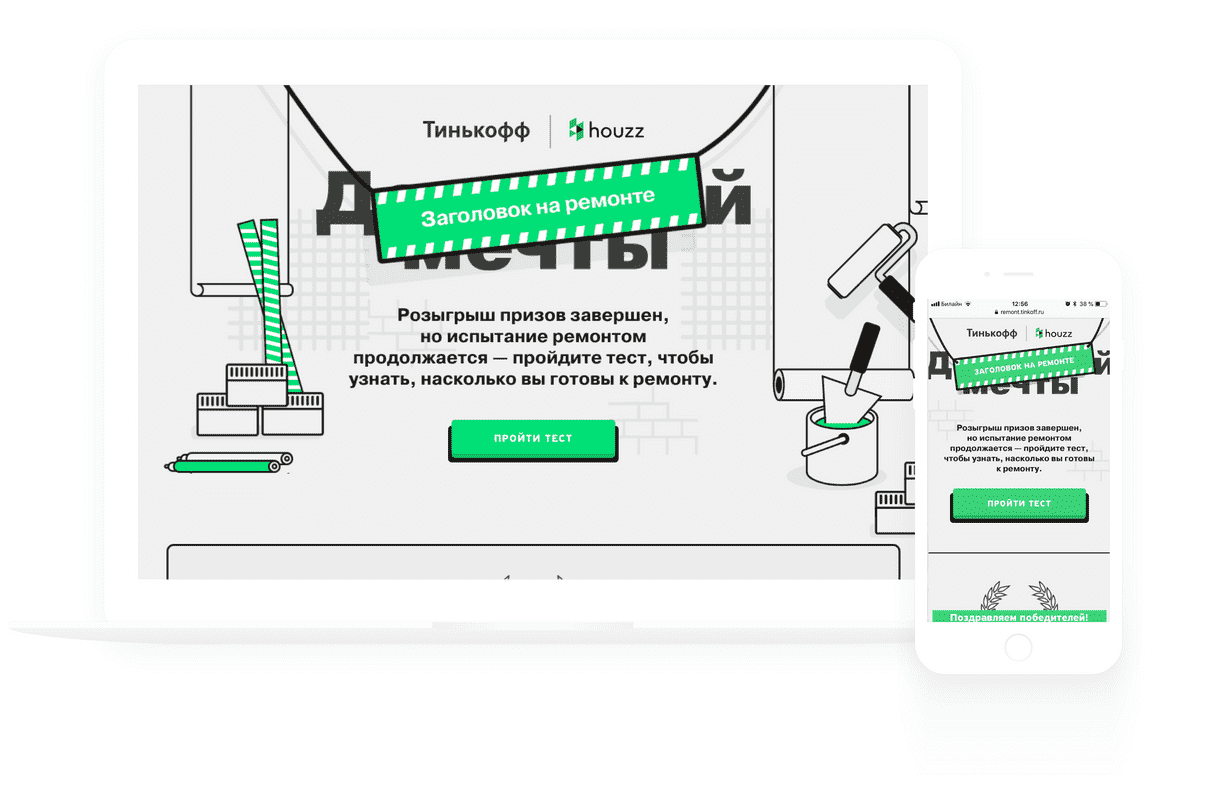 Тинькофф houzz
Заголовок на ремонте
мечты
Розыгрыш призов завершен,
но испытание ремонтом
продолжается — пройдите тест, чтобы
узнать, насколько вы готовы к ремонту.
ПРОЙТИ ТЕСТ
Билайн 12:56 38 %
remont.tinkoff.ru
Тинькофф houzz
ЗАГОЛОВОК НА РЕМОНТЕ
мечты
Розыгрыш призов завершен,
но испытание ремонтом
продолжается — пройдите тест,
чтобы узнать, насколько вы готовы
к ремонту.
ПРОЙТИ ТЕСТ
Поздравляем победителей!